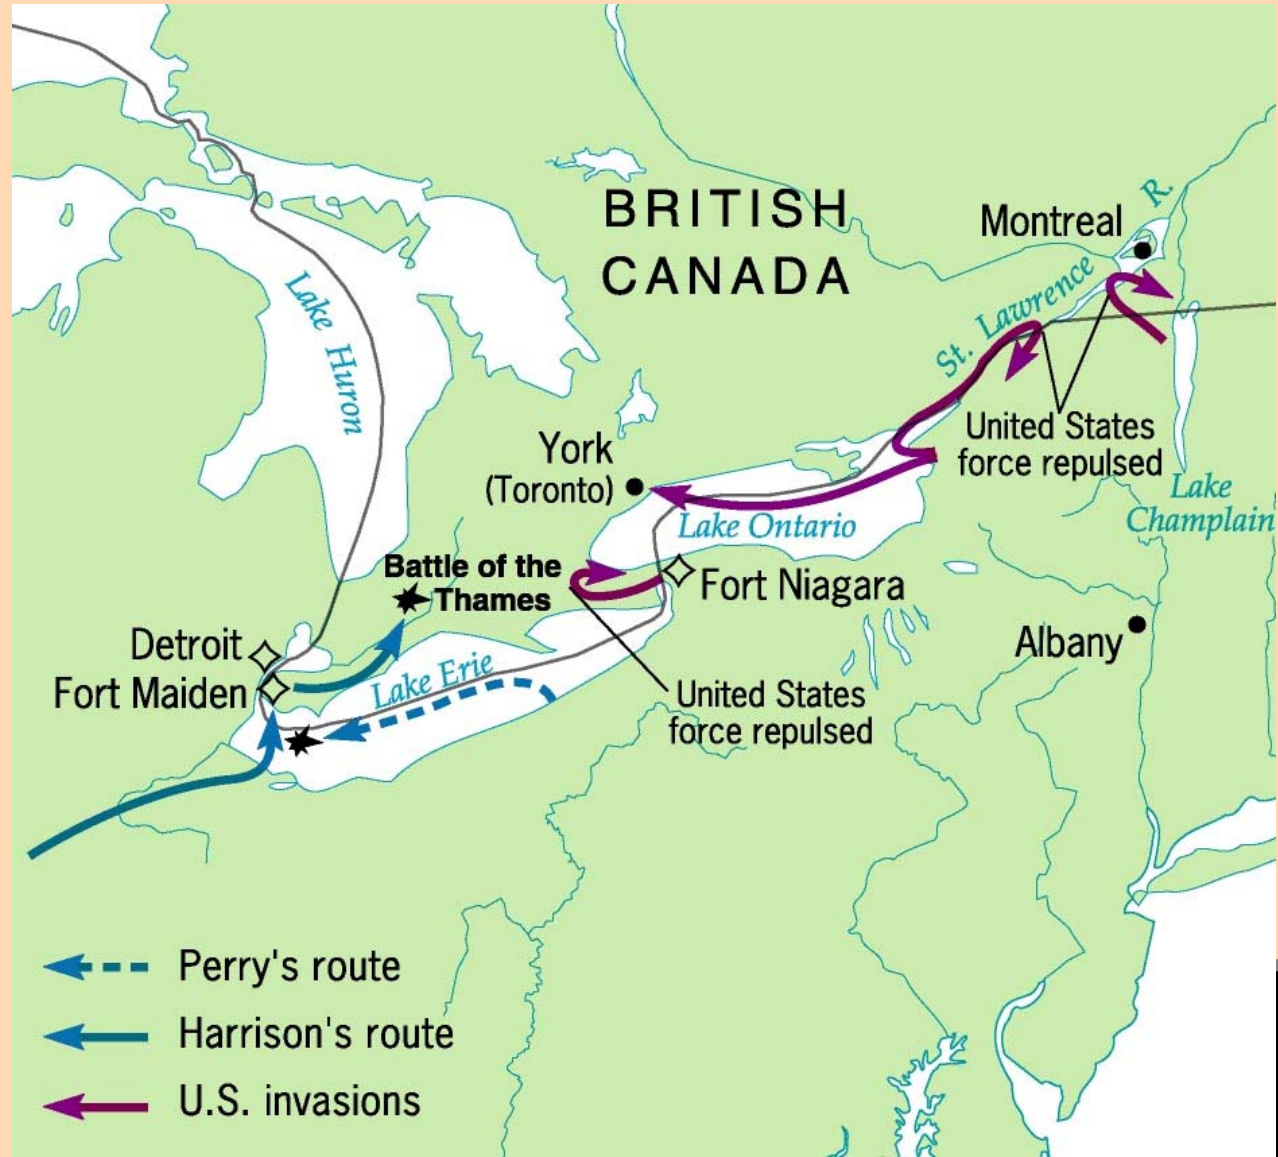 BRITISH
CANADA
Montreal
St. Lawrence R.
Lake Huron
United States
force repulsed
York
(Toronto)
Lake Ontario
Lake
Champlain
Battle of the
Thames
Fort Niagara
Detroit
Fort Maiden
Lake Erie
Albany
United States
force repulsed
Perry's route
Harrison's route
U.S. invasions